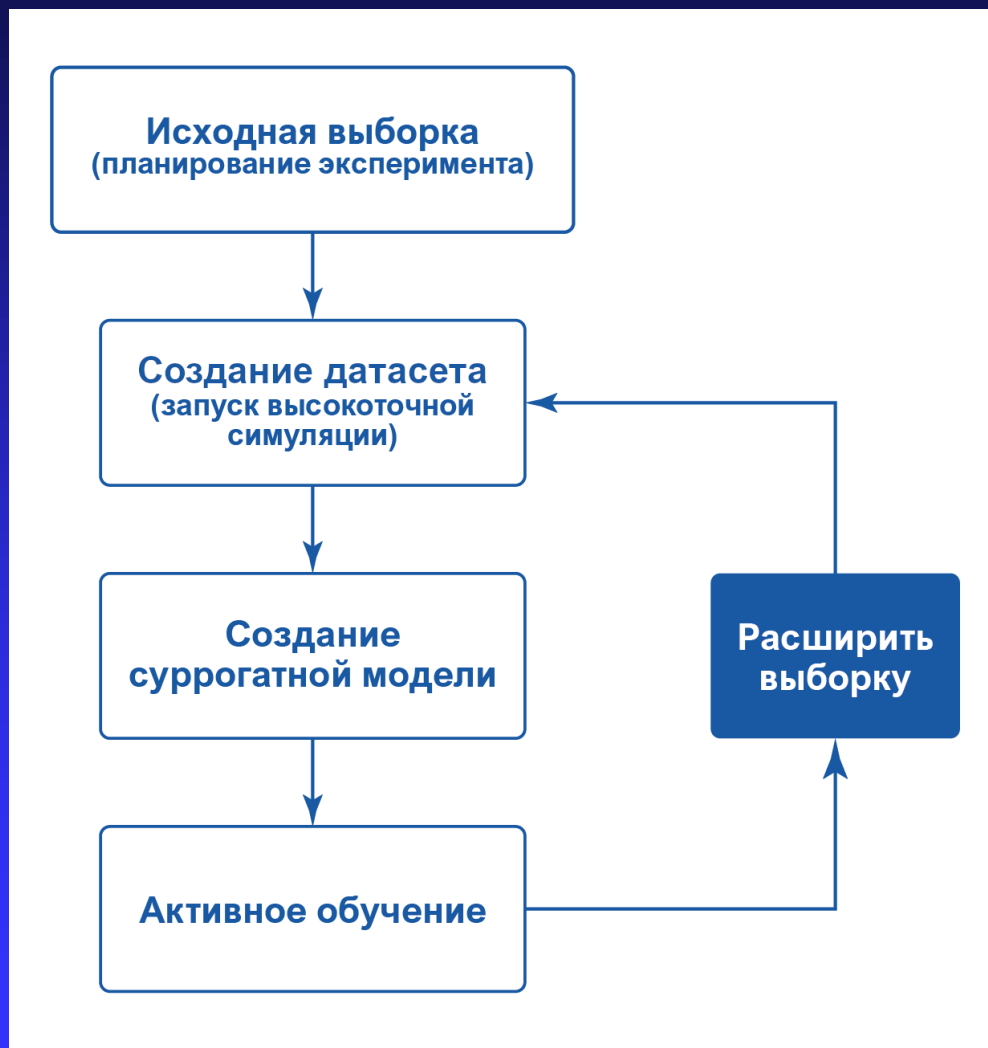 Исходная выборка
(планирование эксперимента)
Создание датасета
(запуск высокоточной
симуляции)
Создание
суррогатной модели
Расширить
выборку
Активное обучение